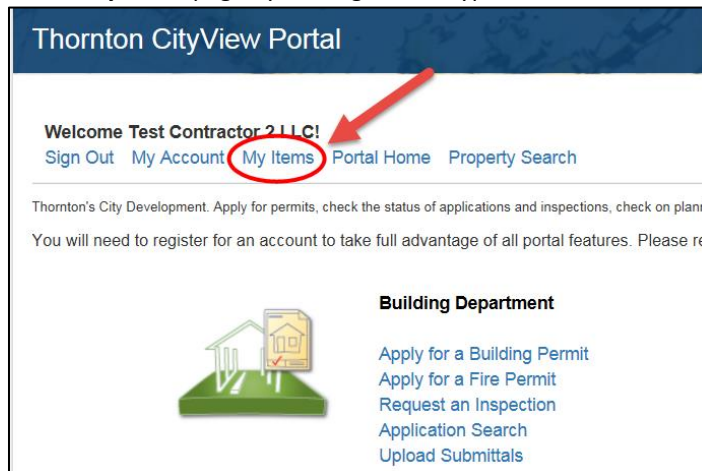 Thornton CityView Portal
Welcome Test Contractor 2 LLC!
Sign Out My Account My Items Portal Home Property Search
Thornton's City Development. Apply for permits, check the status of applications and inspections, check on
You will need to register for an account to take full advantage of all portal features. Please
Building Department
Apply for a Building Permit
Apply for a Fire Permit
Request an Inspection
Application Search
Upload Submittals